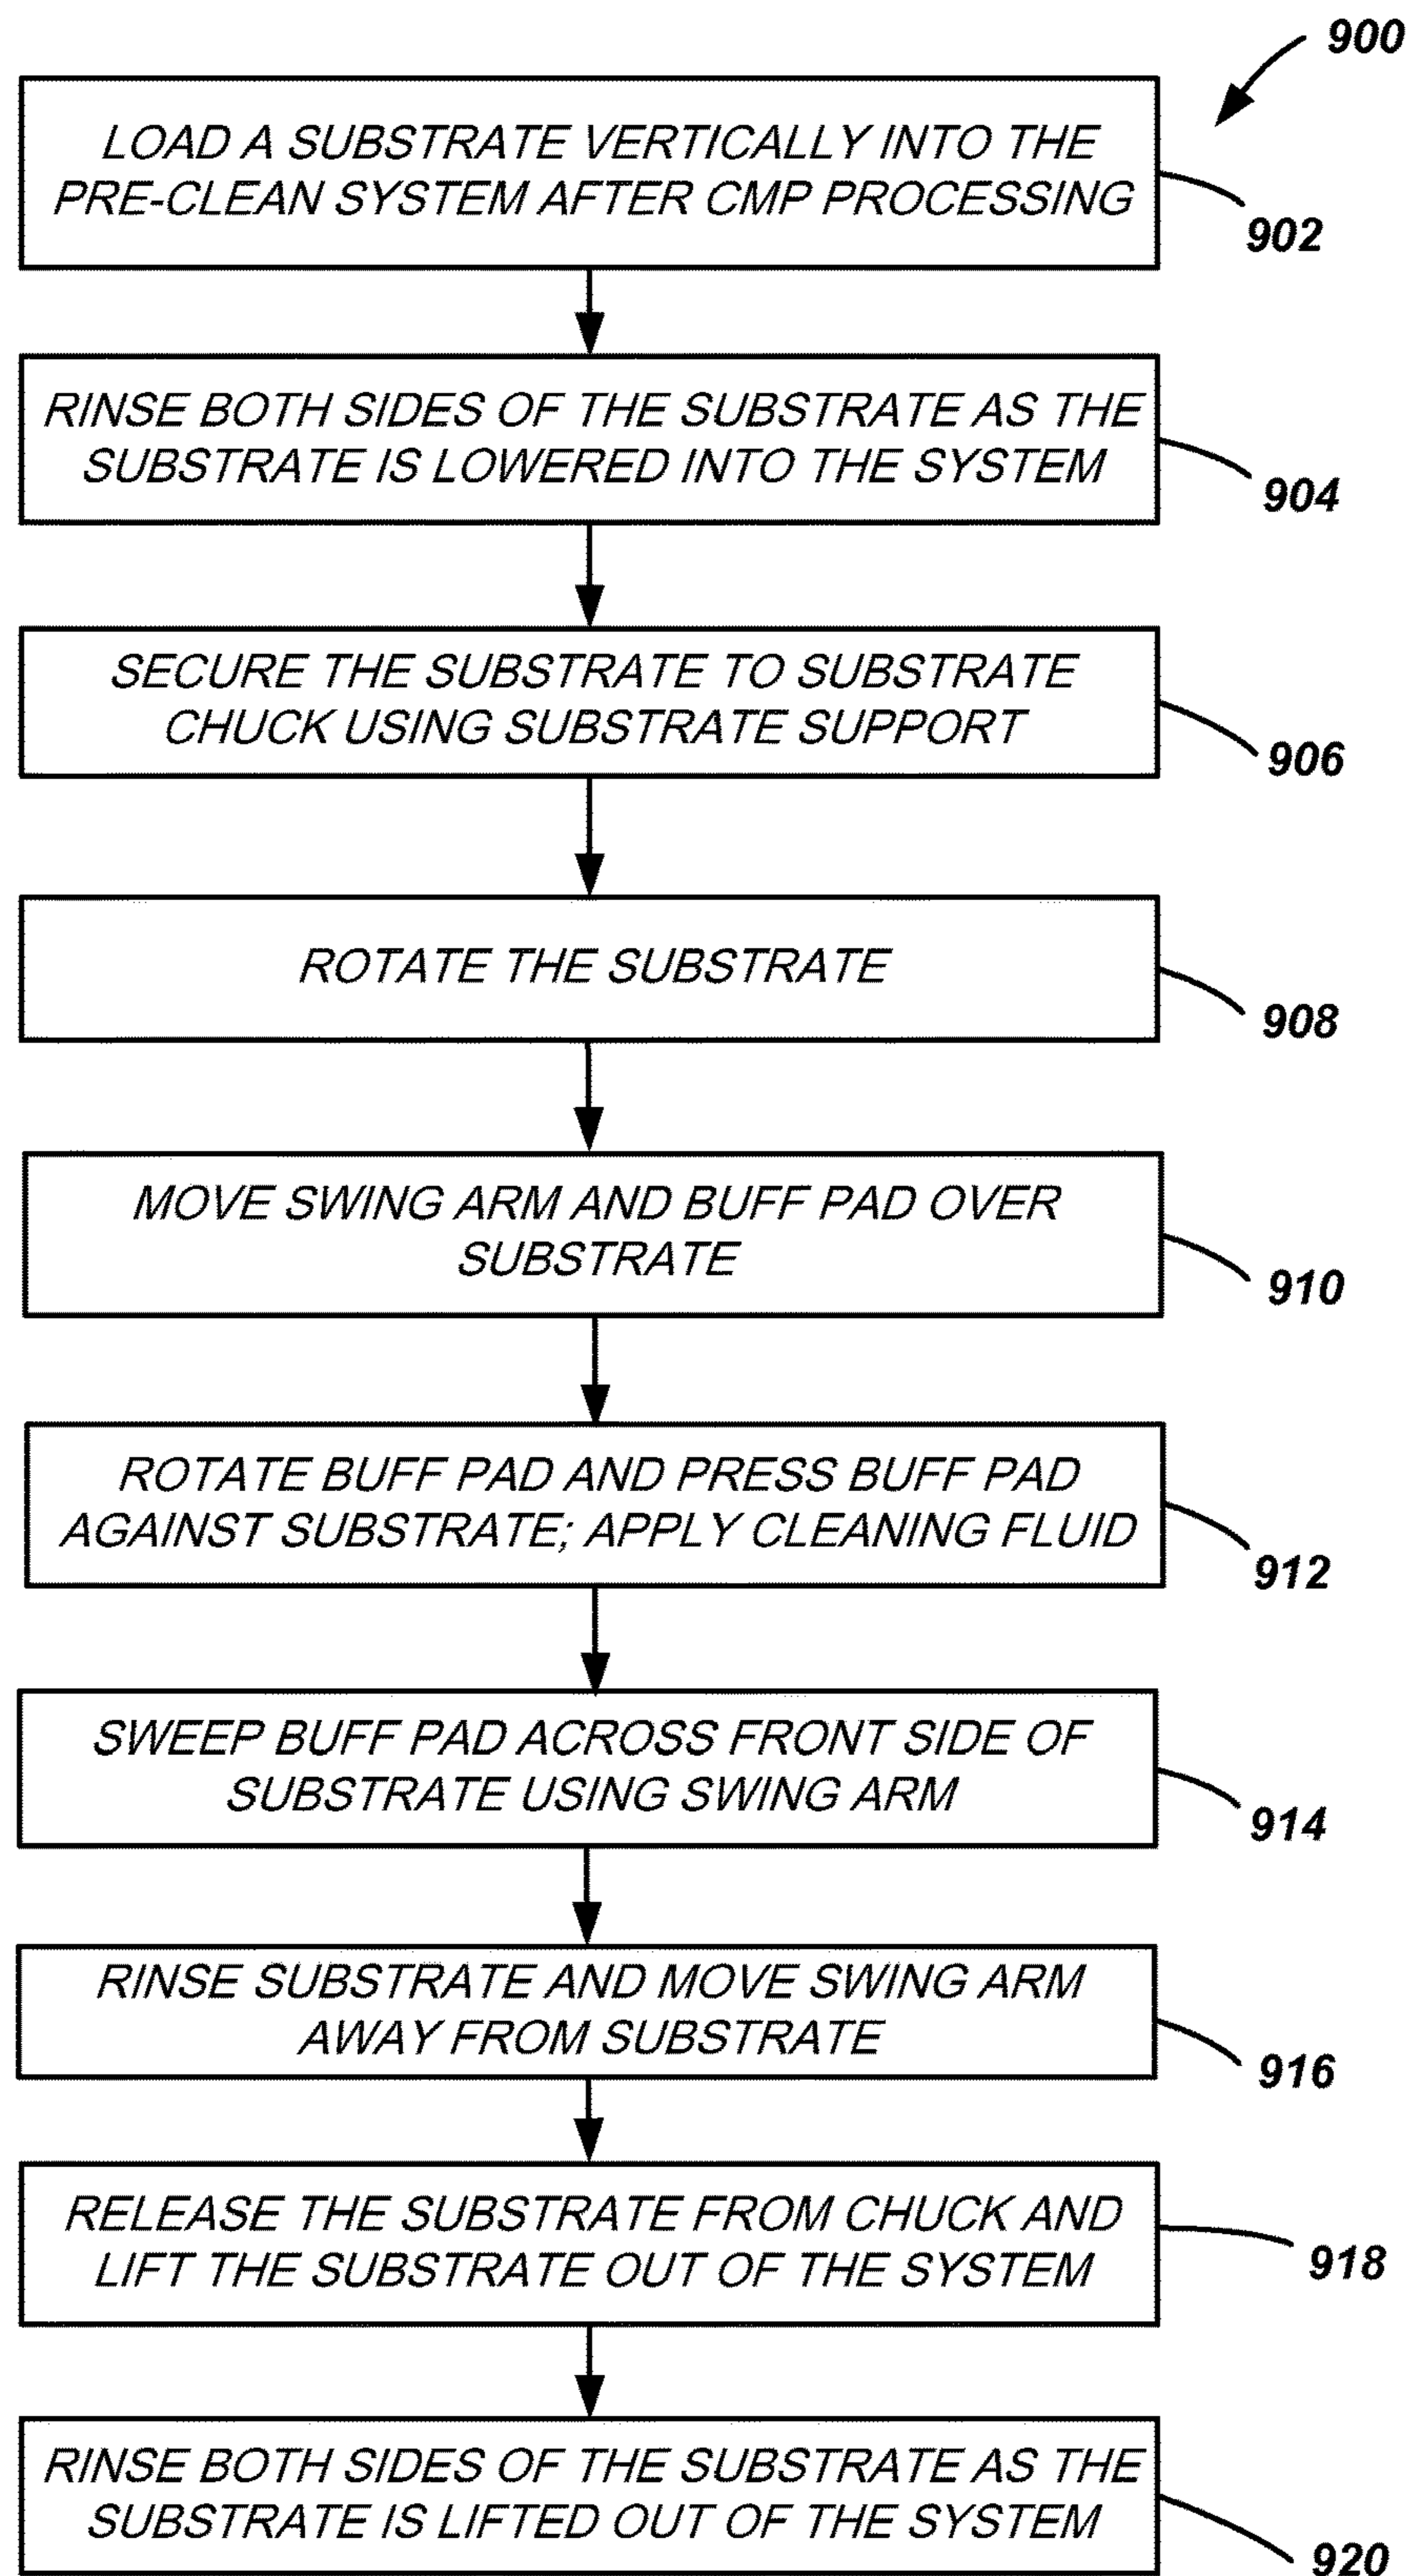 900
LOAD A SUBSTRATE VERTICALLY INTO THE
PRE-CLEAN SYSTEM AFTER CMP PROCESSING
902
RINSE BOTH SIDES OF THE SUBSTRATE AS THE
SUBSTRATE IS LOWERED INTO THE SYSTEM
904
SECURE THE SUBSTRATE TO SUBSTRATE
CHUCK USING SUBSTRATE SUPPORT
906
ROTATE THE SUBSTRATE
908
MOVE SWING ARM AND BUFF PAD OVER
SUBSTRATE
910
ROTATE BUFF PAD AND PRESS BUFF PAD
AGAINST SUBSTRATE; APPLY CLEANING FLUID
912
SWEEP BUFF PAD ACROSS FRONT SIDE OF
SUBSTRATE USING SWING ARM
914
RINSE SUBSTRATE AND MOVE SWING ARM
AWAY FROM SUBSTRATE
916
RELEASE THE SUBSTRATE FROM CHUCK AND
LIFT THE SUBSTRATE OUT OF THE SYSTEM
918
RINSE BOTH SIDES OF THE SUBSTRATE AS THE
SUBSTRATE IS LIFTED OUT OF THE SYSTEM
920